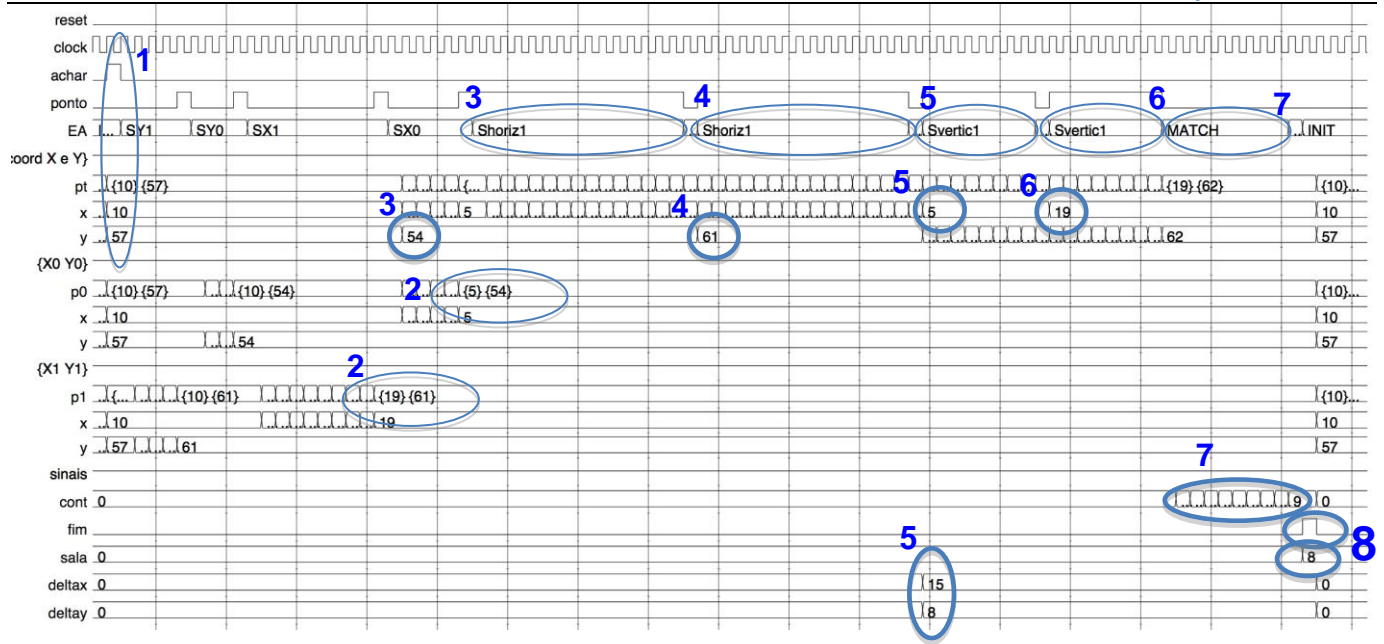 reset
clock
achar 1
ponto 3 4 5 6 7
EA ... SY1 SY0 SX1 SX0 Shoriz1 ..Shoriz1 ..Svertic1 ..Svertic1 MATCH ..INIT
:oord X e Y}
pt ...{10} {57} {... {19} {62} {10}...
5 6
x ...10 3 5 4 5 19 10
y ...57 54 61 62 57
{X0 Y0}
p0 ...{10} {57} ...{10} {54} 2 {5} {54} {10}...
x ...10 5 10
y ...57 54 57
{X1 Y1} 2
p1 ...{... {10} {61} {19} {61} {10}...
x ...10 19 10
y ...57 61 57
sinais 7
cont 0 9 0
fim 8
sala 0 5 8
deltax 0 15 0
deltay 0 8 0